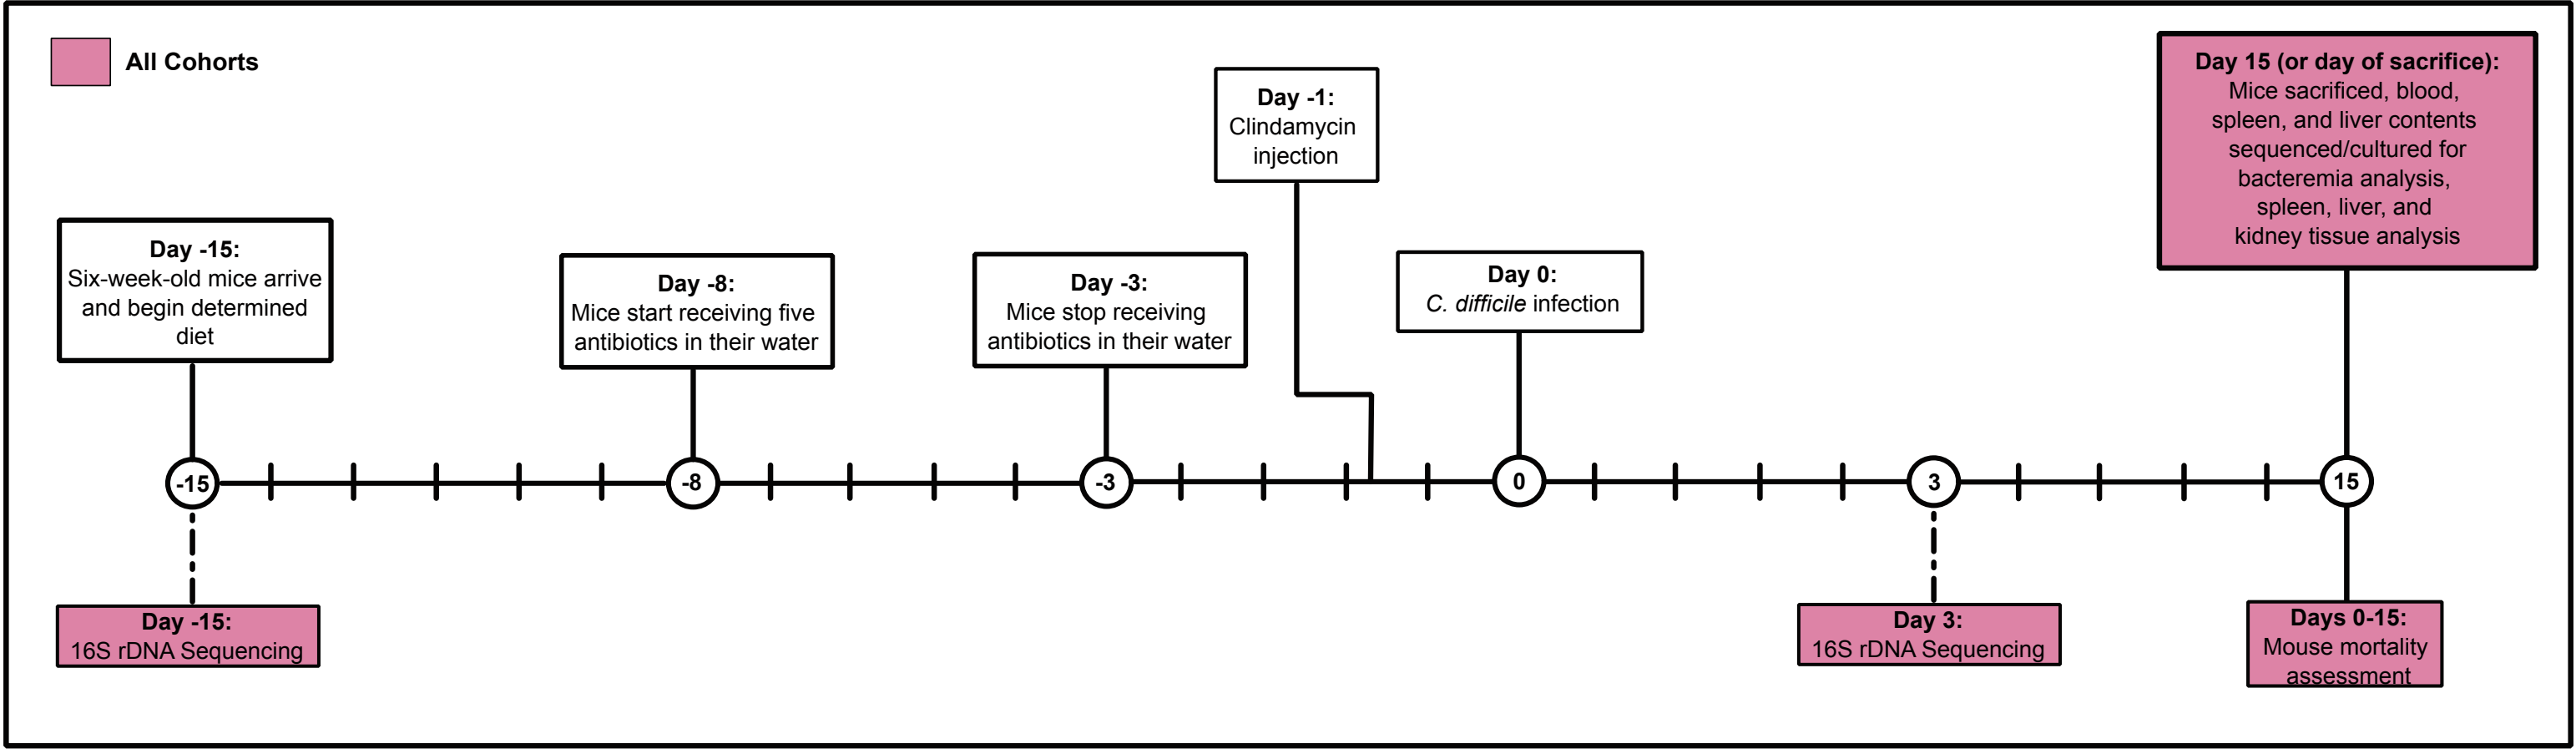 All Cohorts
Day -15:
Six-week-old mice arrive
and begin determined
diet
Day -8:
Mice start receiving five
antibiotics in their water
Day -3:
Mice stop receiving
antibiotics in their water
Day -1:
Clindamycin
injection
Day 0:
C. difficile infection
Day 15 (or day of sacrifice):
Mice sacrificed, blood,
spleen, and liver contents
sequenced/cultured for
bacteremia analysis,
spleen, liver, and
kidney tissue analysis
-15
-8
-3
0
3
15
Day -15:
16S rDNA Sequencing
Day 3:
16S rDNA Sequencing
Days 0-15:
Mouse mortality
assessment